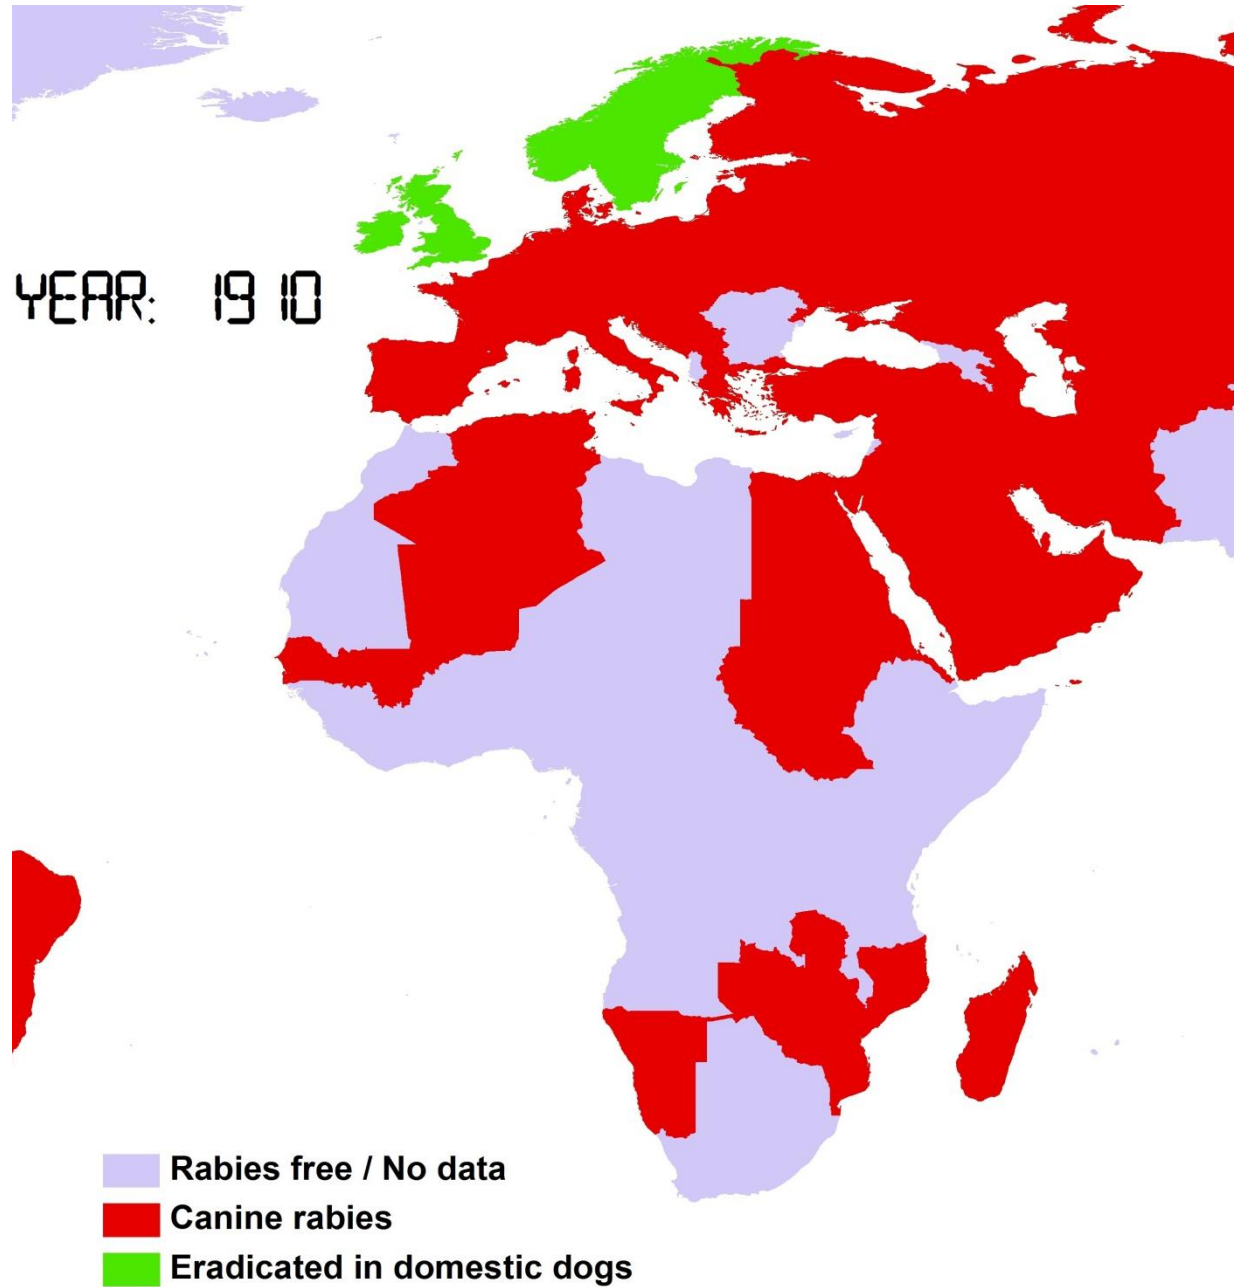 YEAR: 1910
Rabies free / No data
Canine rabies
Eradicated in domestic dogs